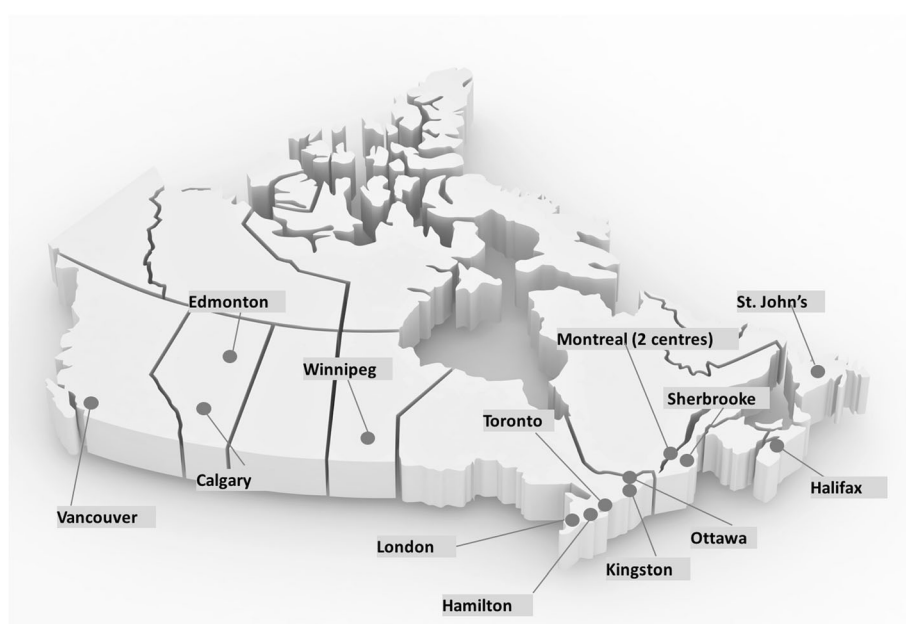 Edmonton
St. John’s
Montreal (2 centres)
Winnipeg
Sherbrooke
Toronto
Calgary
Halifax
Vancouver
Ottawa
London
Kingston
Hamilton